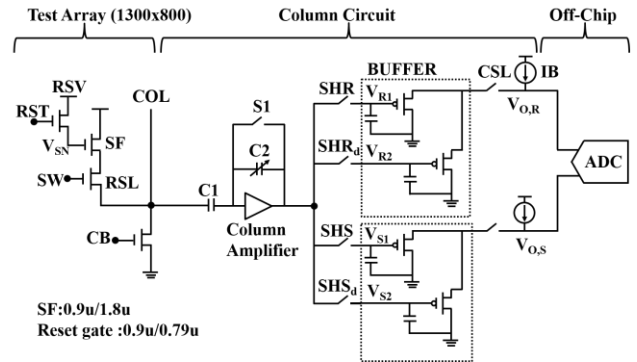 Test Array (1300x800)
Column Circuit
Off-Chip
RSV
RST
COL
V_SN
SF
SW
RSL
CB
S1
C2
C1
Column
Amplifier
SHR
SHR_d
SHS
SHS_d
BUFFER
V_R1
V_R2
V_S1
V_S2
CSL
IB
V_O,R
V_O,S
ADC
SF:0.9u/1.8u
Reset gate :0.9u/0.79u